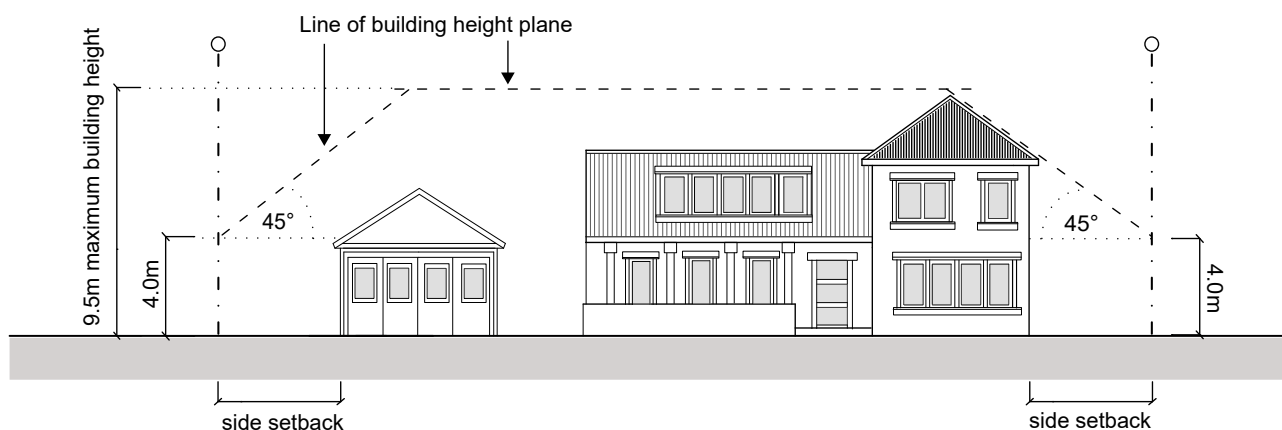 Line of building height plane
9.5m maximum building height
4.0m
45°
45°
4.0m
side setback
side setback